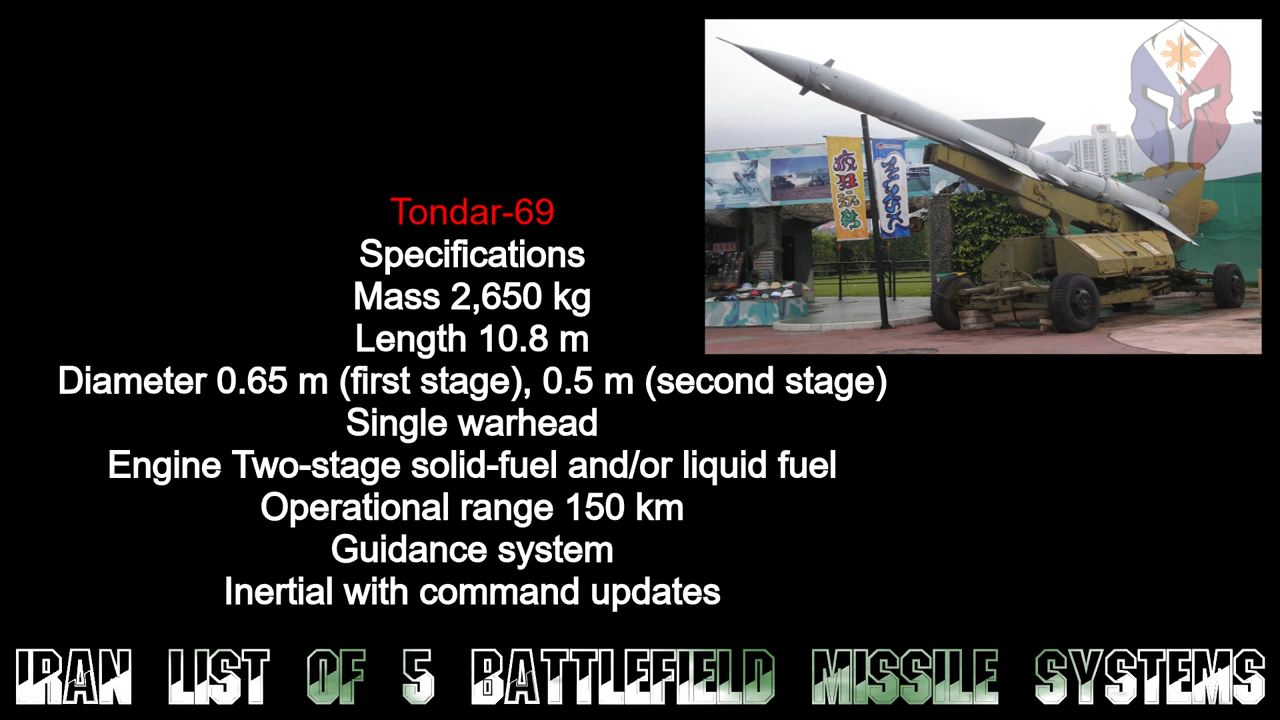 Tondar-69
Specifications
Mass 2,650 kg
Length 10.8 m
Diameter 0.65 m (first stage), 0.5 m (second stage)
Single warhead
Engine Two-stage solid-fuel and/or liquid fuel
Operational range 150 km
Guidance system
Inertial with command updates
IRAN LIST OF 5 BATTLEFIELD MISSILE SYSTEMS